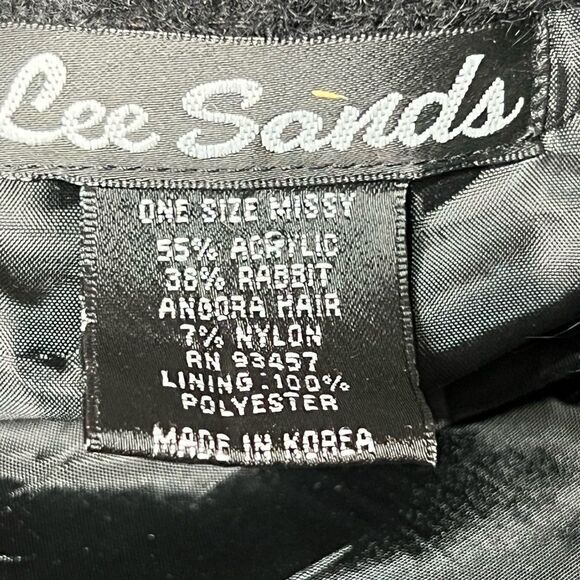 Lee Sands
ONE SIZE MISSY
55% ACRYLIC
38% RABBIT
ANGORA HAIR
7% NYLON
RN 93457
LINING:100%
POLYESTER
MADE IN KOREA